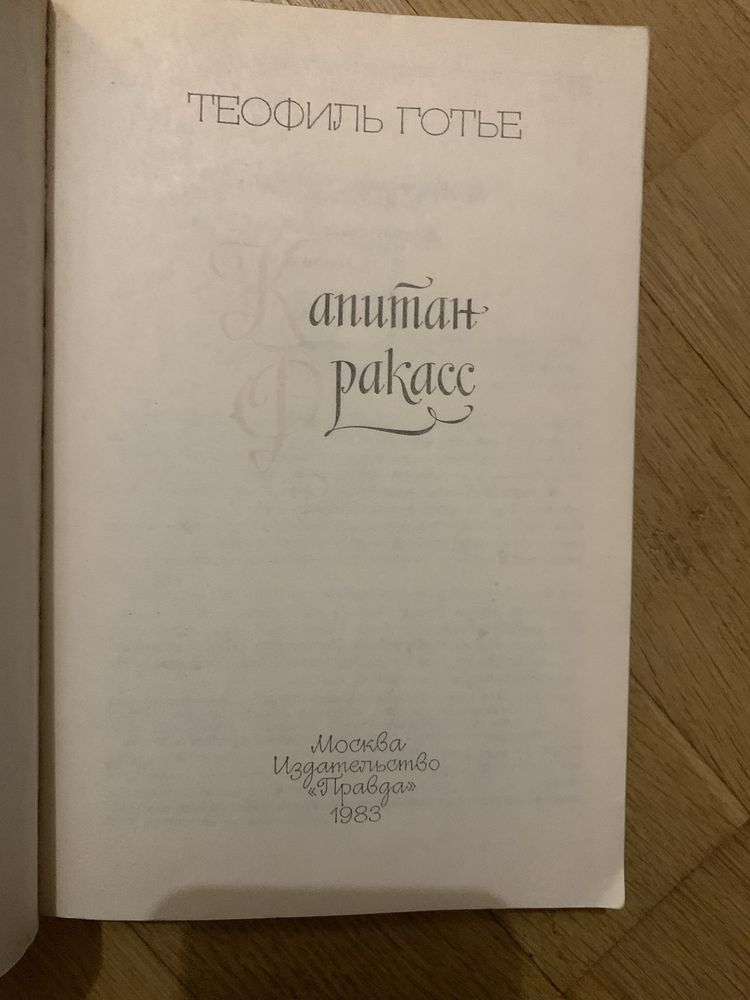 ТЕОФИЛЬ ГОТЬЕ
Капитан
Фракасс
Москва
Издательство
«Правда»
1983